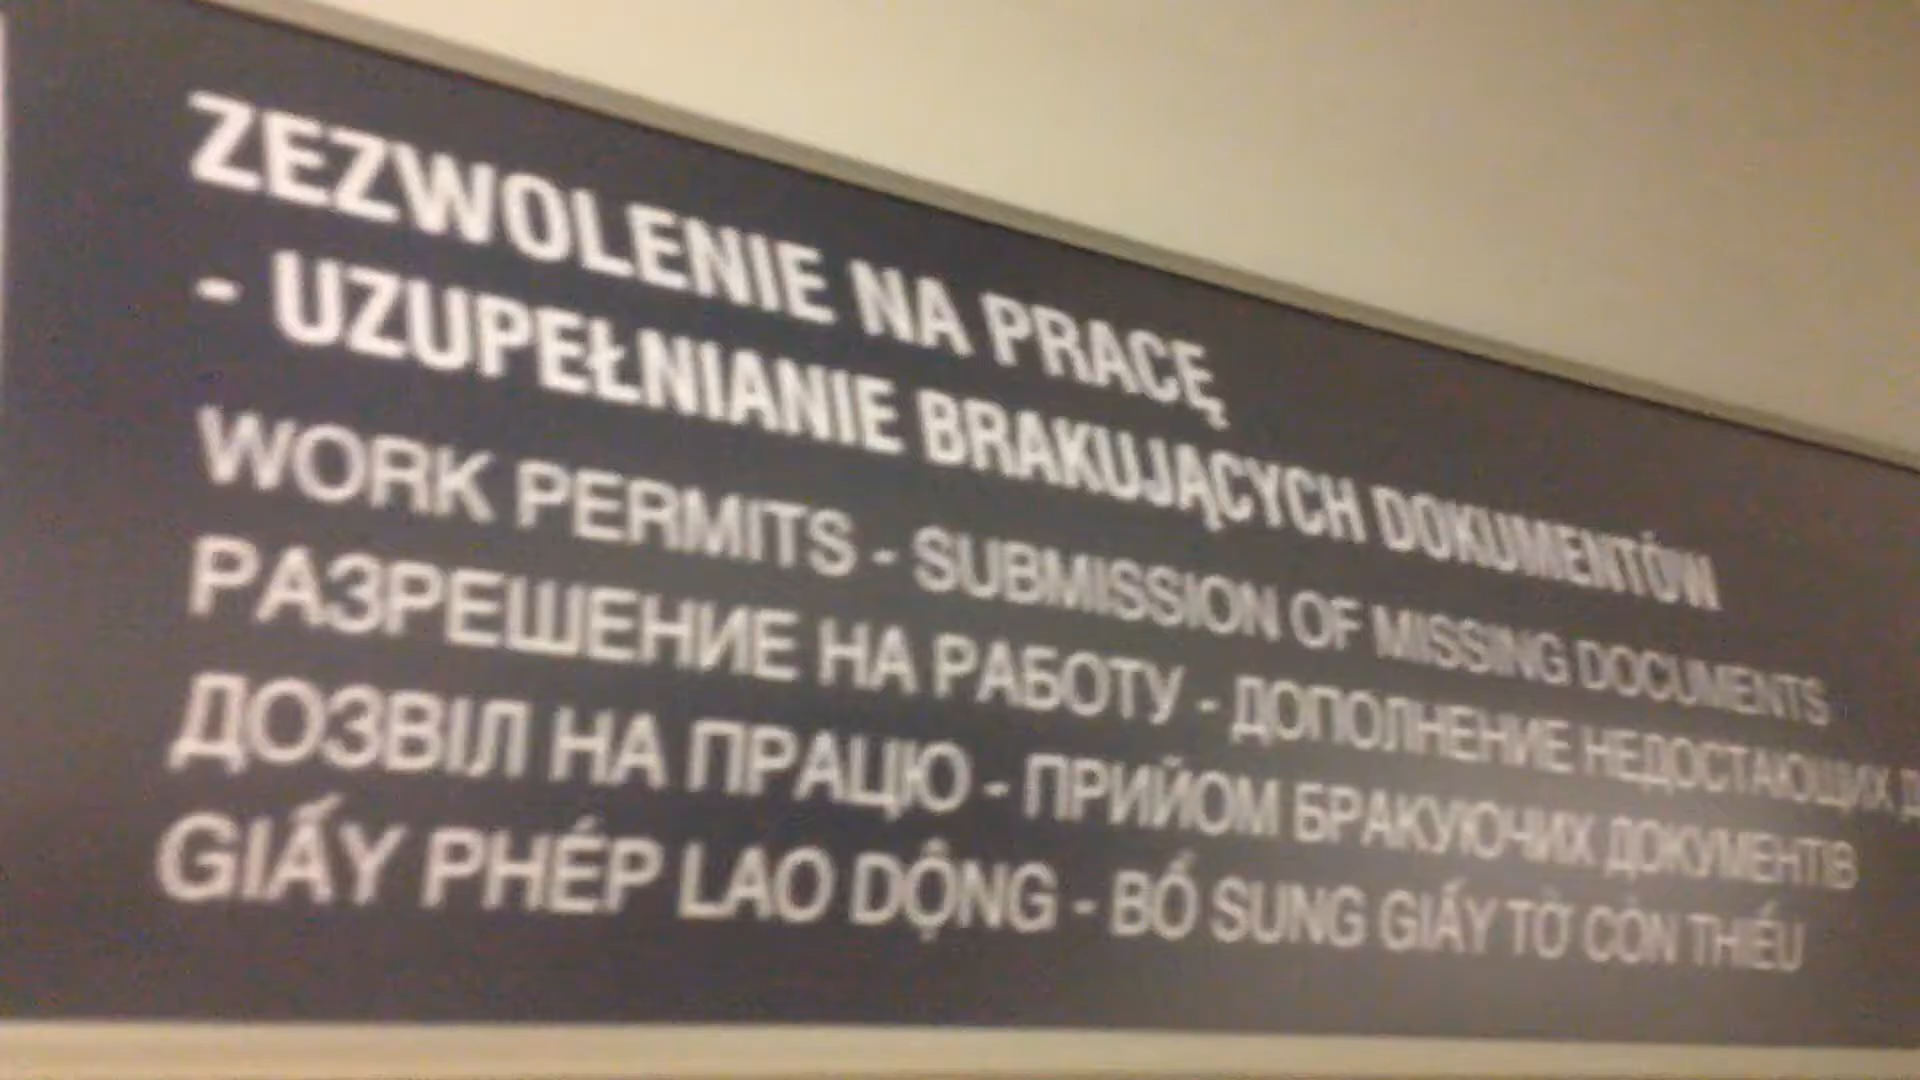 ZEZWOLENIE NA PRACĘ
- UZUPEŁNIANIE BRAKUJĄCYCH DOKUMENTÓW
WORK PERMITS - SUBMISSION OF MISSING DOCUMENTS
РАЗРЕШЕНИЕ НА РАБОТУ - ДОПОЛНЕНИЕ НЕДОСТАЮЩИХ Д
ДОЗВІЛ НА ПРАЦЮ - ПРИЙОМ БРАКУЮЧИХ ДОКУМЕНТІВ
GIẤY PHÉP LAO DỘNG - BỔ SUNG GIẤY TỜ CÒN THIẾU